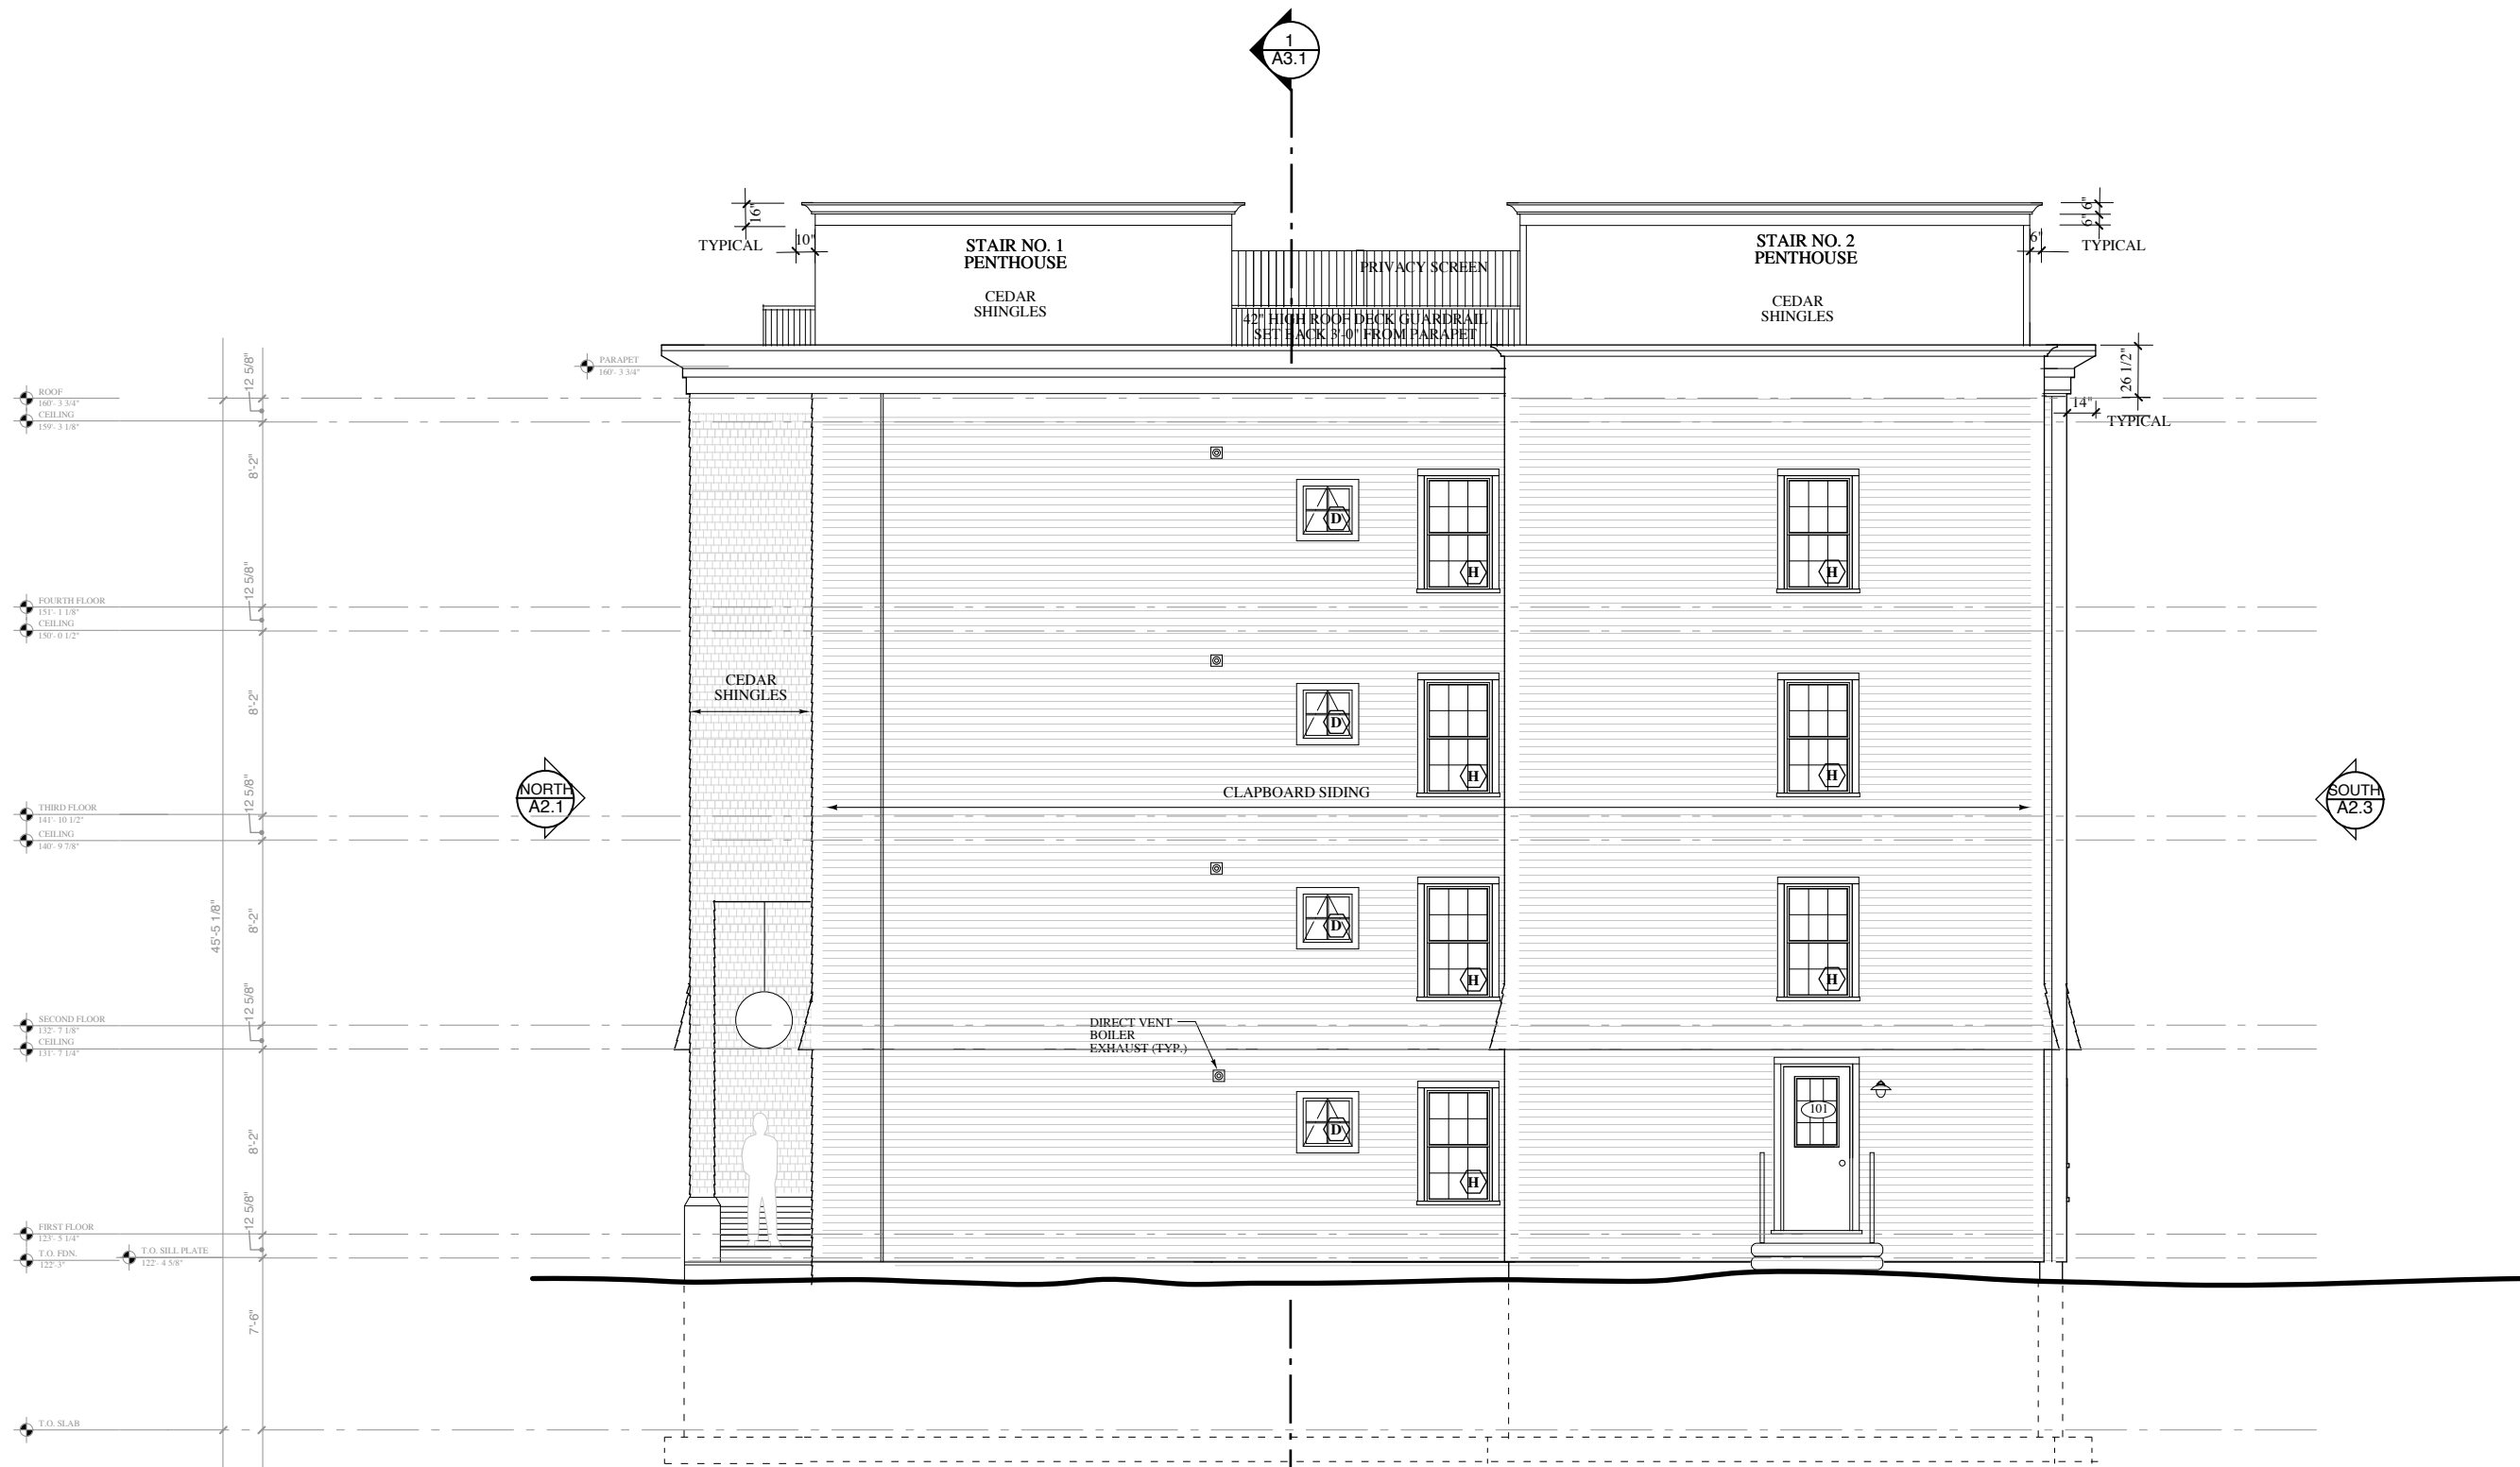 1
A3.1
16"
TYPICAL
10"
STAIR NO. 1
PENTHOUSE
CEDAR
SHINGLES
PRIVACY SCREEN
42" HIGH ROOF DECK GUARDRAIL
SET BACK 3'-0" FROM PARAPET
STAIR NO. 2
PENTHOUSE
CEDAR
SHINGLES
6"
6"
6"
TYPICAL
26 1/2"
14"
TYPICAL
PARAPET
160'- 3 3/4"
ROOF
160'- 3 3/4"
CEILING
159'- 3 1/8"
12 5/8"
8'-2"
D
H
H
FOURTH FLOOR
151'- 1 1/8"
CEILING
150'- 0 1/2"
12 5/8"
8'-2"
CEDAR
SHINGLES
D
H
H
NORTH
A2.1
CLAPBOARD SIDING
SOUTH
A2.3
THIRD FLOOR
141'- 10 1/2"
CEILING
140'- 9 7/8"
12 5/8"
8'-2"
45'-5 1/8"
D
H
H
SECOND FLOOR
132'- 7 1/8"
CEILING
131'- 7 1/4"
12 5/8"
8'-2"
DIRECT VENT
BOILER
EXHAUST (TYP.)
D
H
101
FIRST FLOOR
123'- 5 1/4"
T.O. FDN.
122'-3"
T.O. SILL PLATE
122'- 4 5/8"
12 5/8"
7'-6"
T.O. SLAB